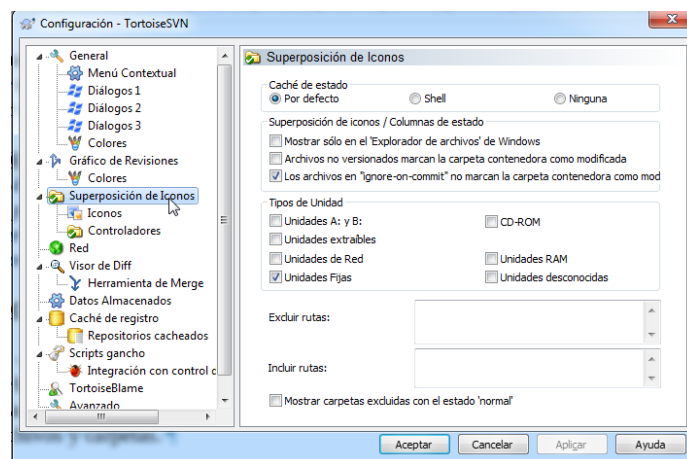 Configuración - TortoiseSVN
General
Menú Contextual
Diálogos 1
Diálogos 2
Diálogos 3
Colores
Gráfico de Revisiones
Colores
Superposición de Iconos
Iconos
Controladores
Red
Visor de Diff
Herramienta de Merge
Datos Almacenados
Caché de registro
Repositorios cacheados
Scripts gancho
Integración con control c
TortoiseBlame
Avanzado
Superposición de Iconos
Caché de estado
Por defecto Shell Ninguna
Superposición de iconos / Columnas de estado
Mostrar sólo en el 'Explorador de archivos' de Windows
Archivos no versionados marcan la carpeta contenedora como modificada
Los archivos en "ignore-on-commit" no marcan la carpeta contenedora como mod
Tipos de Unidad
Unidades A: y B: CD-ROM
Unidades extraíbles
Unidades de Red Unidades RAM
Unidades Fijas Unidades desconocidas
Excluir rutas:
Incluir rutas:
Mostrar carpetas excluidas con el estado 'normal'
Aceptar Cancelar Aplicar Ayuda